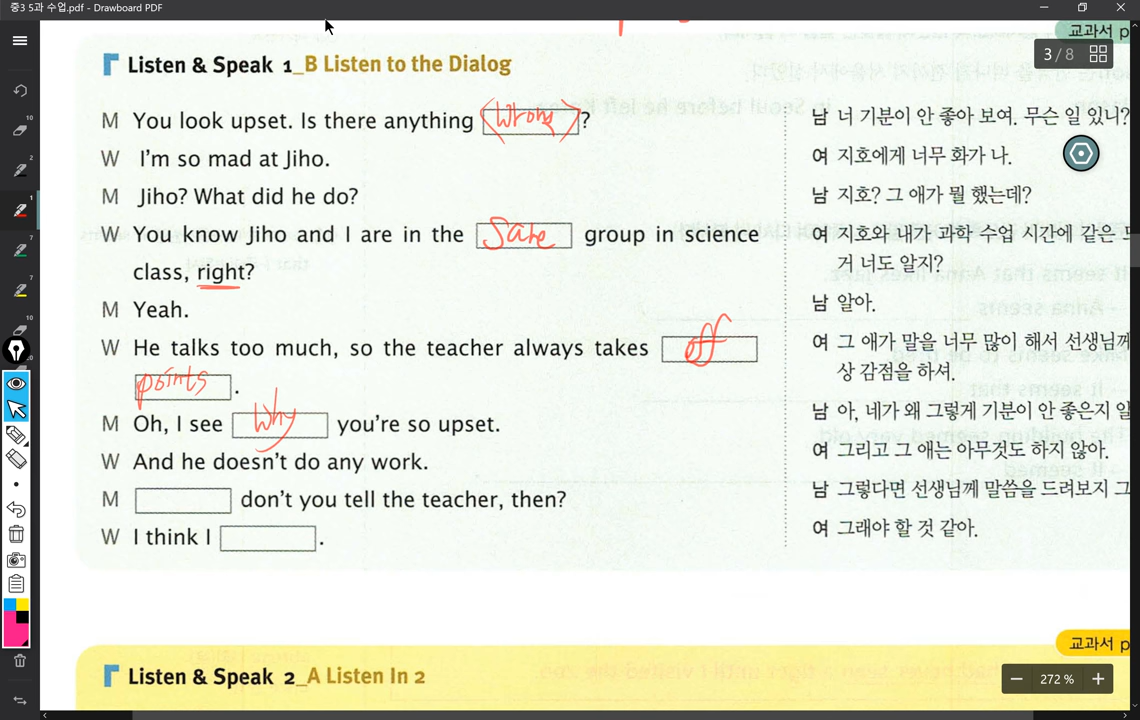 중3 5과 수업.pdf - Drawboard PDF
교과서 p
3 / 8
Listen & Speak 1_B Listen to the Dialog
M You look upset. Is there anything (wrong)?
W I'm so mad at Jiho.
M Jiho? What did he do?
W You know Jiho and I are in the same group in science
class, right?
M Yeah.
W He talks too much, so the teacher always takes off
points.
M Oh, I see why you're so upset.
W And he doesn't do any work.
M don't you tell the teacher, then?
W I think I .
남 너 기분이 안 좋아 보여. 무슨 일 있니?
여 지호에게 너무 화가 나.
남 지호? 그 애가 뭘 했는데?
여 지호와 내가 과학 수업 시간에 같은
거 너도 알지?
남 알아.
여 그 애가 말을 너무 많이 해서 선생님께
상 감점을 하셔.
남 아, 네가 왜 그렇게 기분이 안 좋은지 알
여 그리고 그 애는 아무것도 하지 않아.
남 그렇다면 선생님께 말씀을 드려보지 그
여 그래야 할 것 같아.
교과서 p
Listen & Speak 2_A Listen In 2
272 %